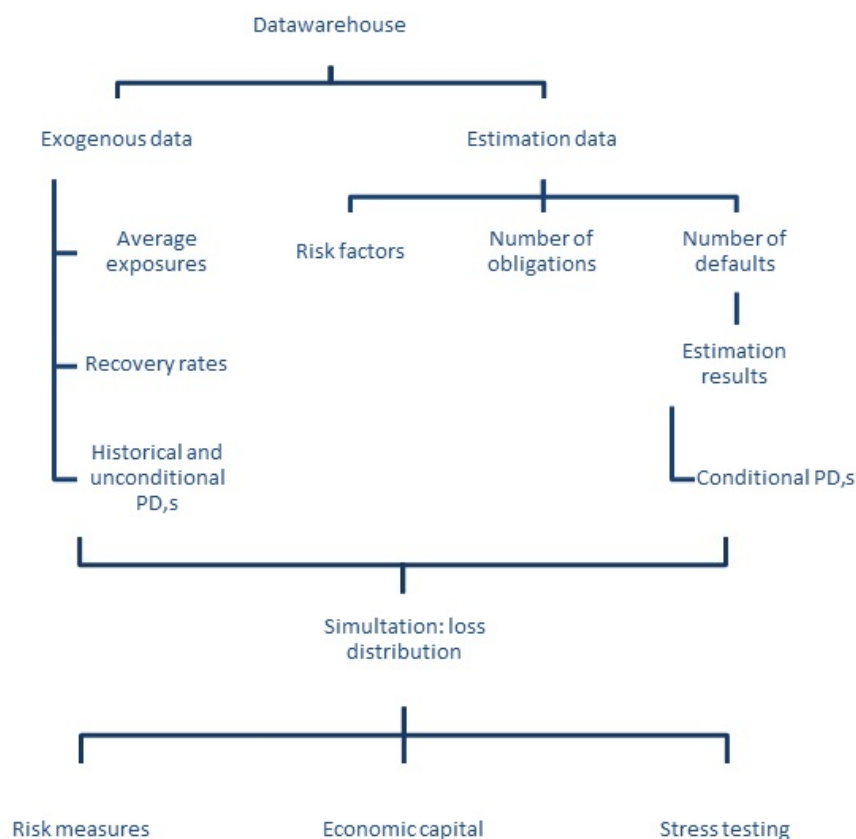 Datawarehouse
Exogenous data
Estimation data
Average
exposures
Risk factors
Number of
obligations
Number of
defaults
Recovery rates
Estimation
results
Historical and
unconditional
PD,s
Conditional PD,s
Simultation: loss
distribution
Risk measures
Economic capital
Stress testing